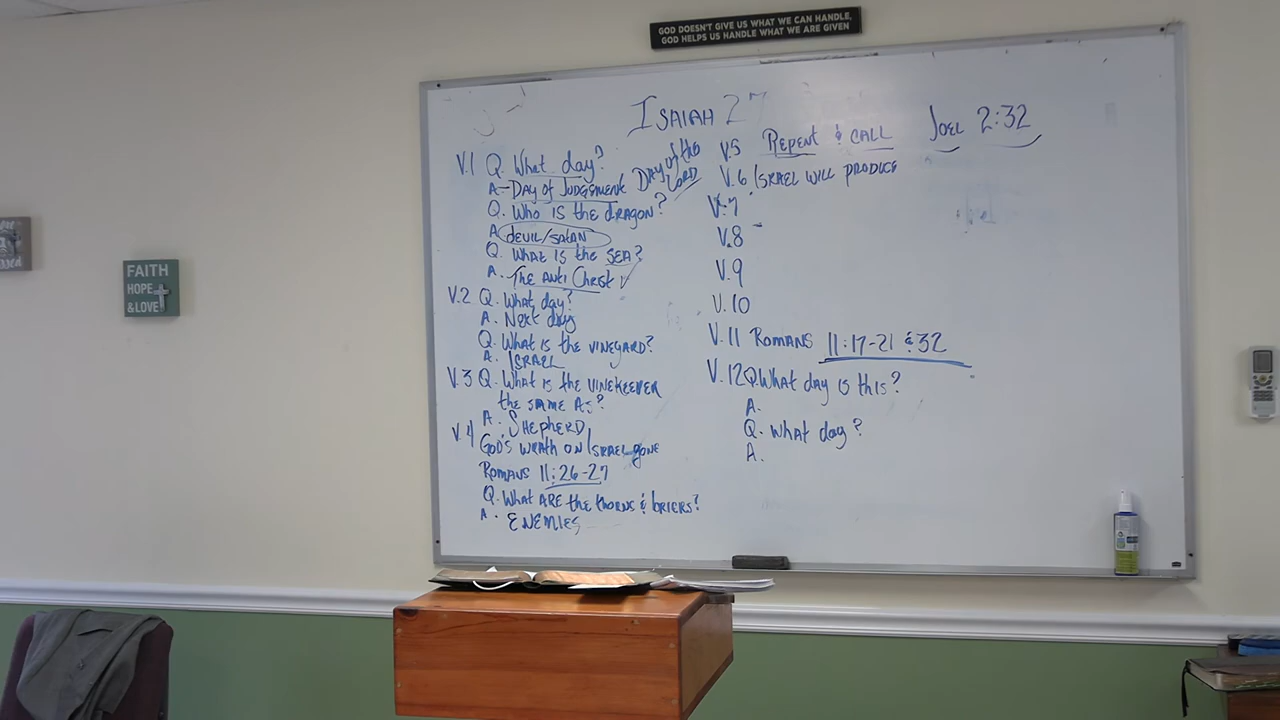 GOD DOESN'T GIVE US WHAT WE CAN HANDLE,
GOD HELPS US HANDLE WHAT WE ARE GIVEN
FAITH
HOPE
& LOVE
ISAIAH 27
V.1 Q. What day?
A- DAY OF JUDGEMENT DAY of the LORD
Q. Who is the dragon?
A devil/satan
Q. What is the SEA?
A. The Anti Christ
V.2 Q. What day?
A. Next day
Q. What is the VINEYARD?
A. ISRAEL
V.3 Q. What is the VINEKEEPER
the same As?
A. Shepherd
V.4 God's wrath on Israel gone
Romans 11:26-27
Q. What ARE the thorns & briers?
A. ENEMIES
V.5 Repent & CALL Joel 2:32
V.6 ISRAEL WILL PRODUCE
V.7
V.8
V.9
V.10
V.11 Romans 11:17-21 & 32
V.12 Q What day is this?
A.
Q. What day?
A.